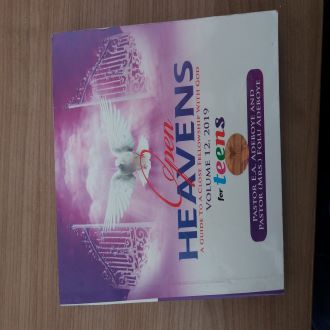 Open
HEAVENS
A GUIDE TO A CLOSE FELLOWSHIP WITH GOD
VOLUME 12, 2019
for teens
PASTOR E.A. ADEBOYE AND
PASTOR (MRS.) FOLU ADEBOYE